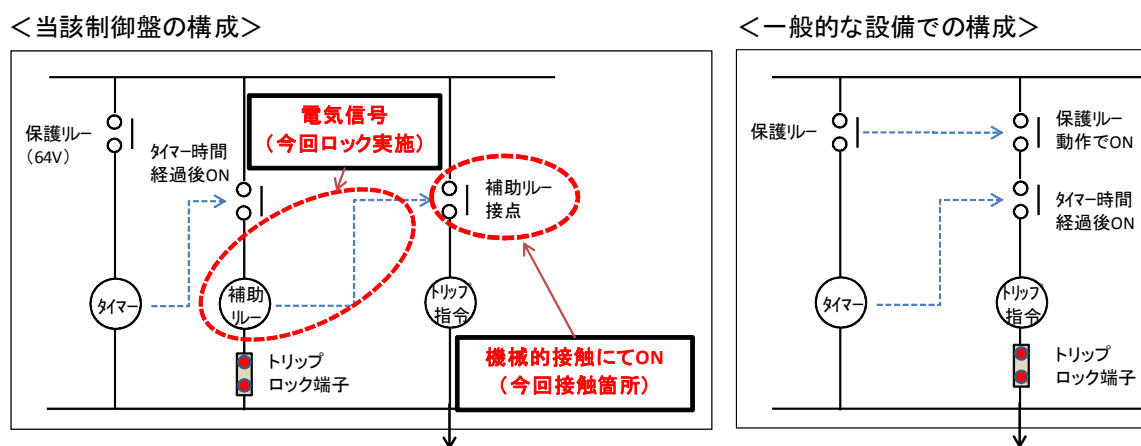 ＜当該制御盤の構成＞
保護リレー
（64V）
タイマー時間
経過後ON
電気信号
（今回ロック実施）
補助リレー
接点
タイマー
補助
リレー
トリップ
指令
トリップ
ロック端子
機械的接触にてON
（今回接触箇所）
＜一般的な設備での構成＞
保護リレー
保護リレー
動作でON
タイマー時間
経過後ON
タイマー
トリップ
指令
トリップ
ロック端子